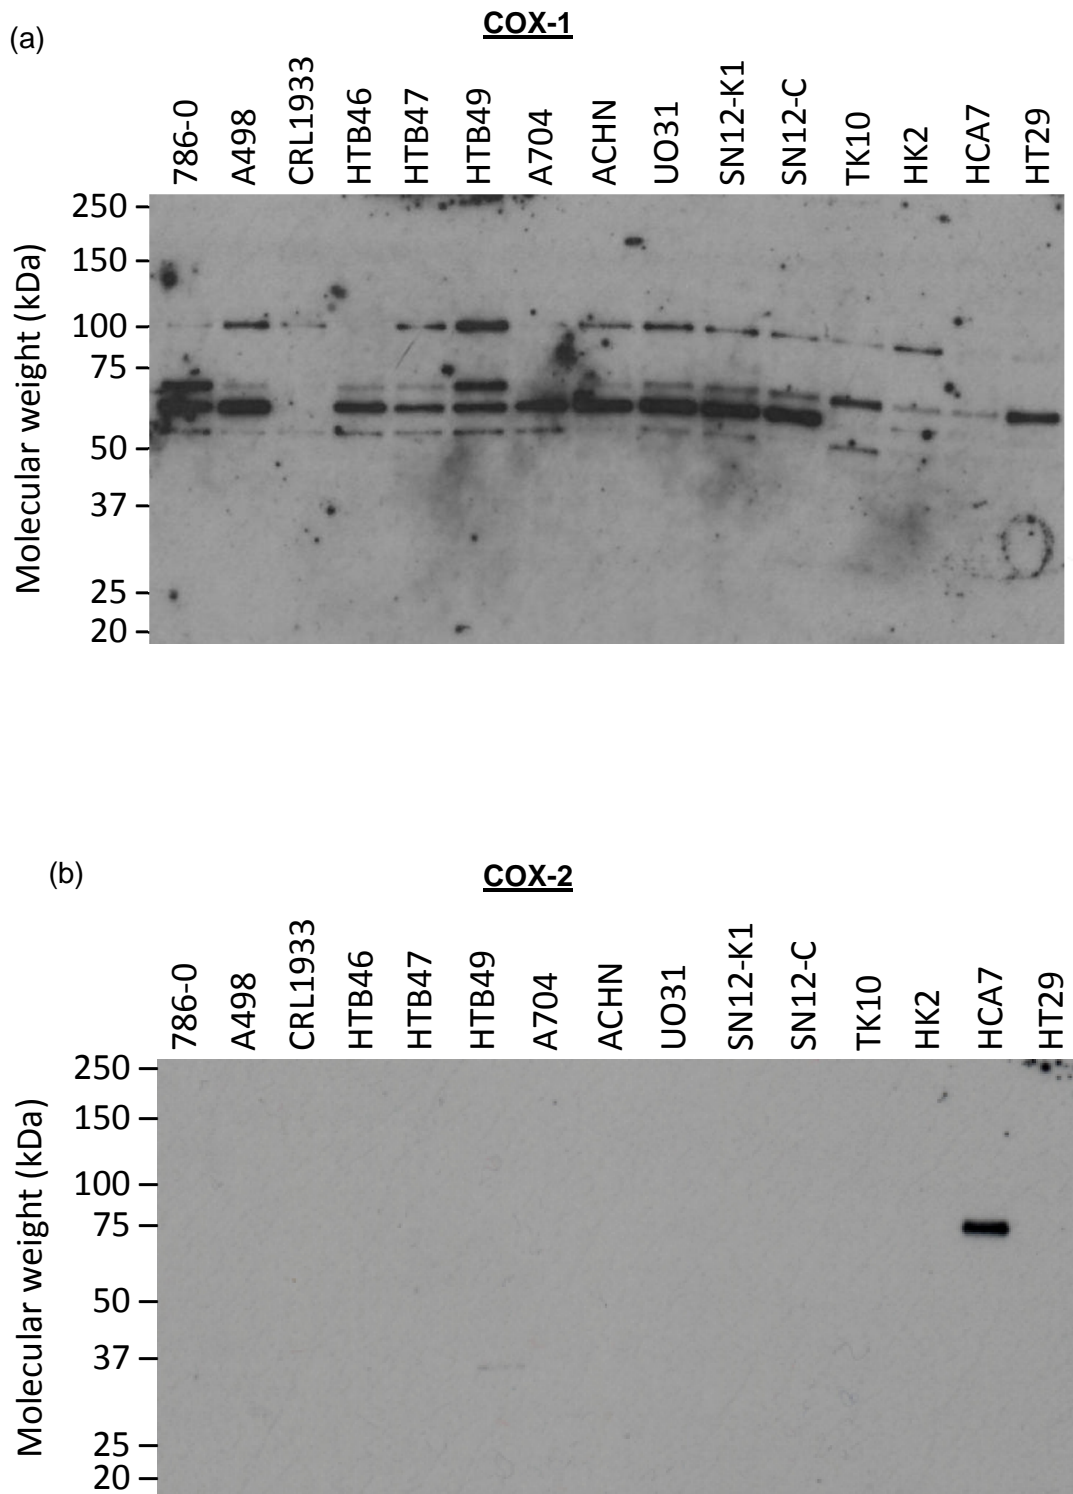 (a)
COX-1
786-0
A498
CRL1933
HTB46
HTB47
HTB49
A704
ACHN
UO31
SN12-K1
SN12-C
TK10
HK2
HCA7
HT29
Molecular weight (kDa)
250
150
100
75
50
37
25
20
(b)
COX-2
786-0
A498
CRL1933
HTB46
HTB47
HTB49
A704
ACHN
UO31
SN12-K1
SN12-C
TK10
HK2
HCA7
HT29
Molecular weight (kDa)
250
150
100
75
50
37
25
20